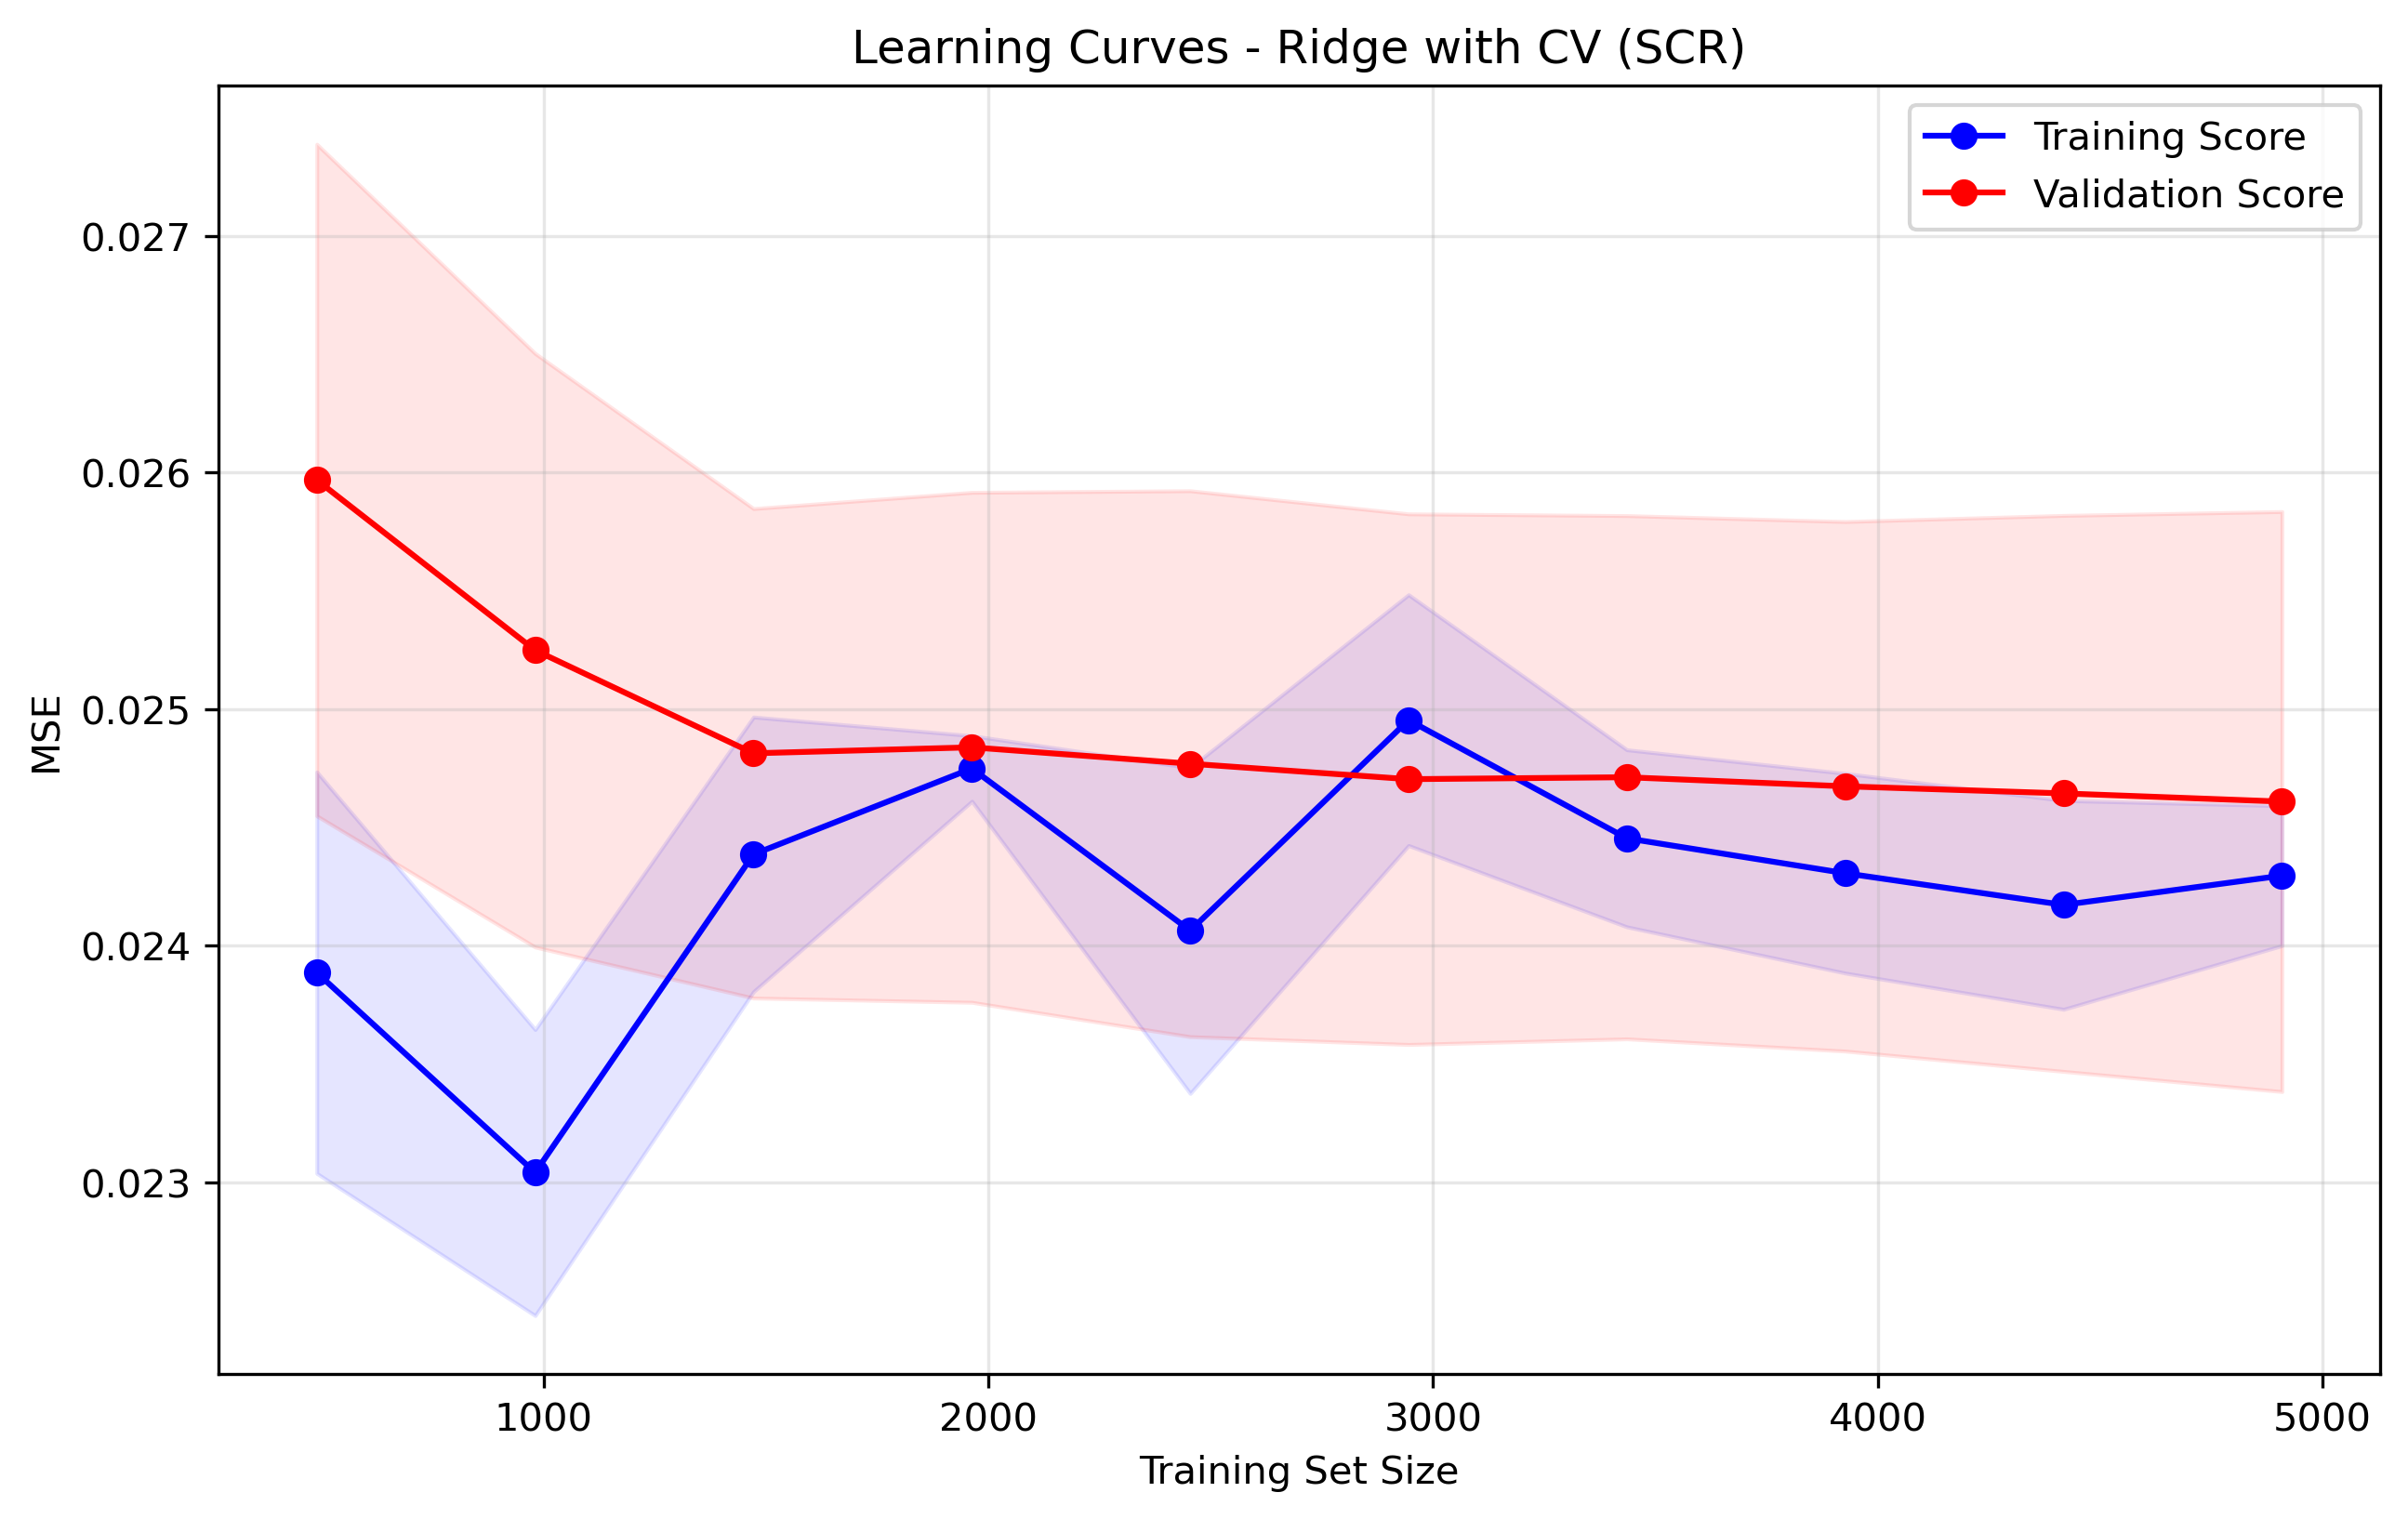 Learning Curves - Ridge with CV (SCR)
Training Score
Validation Score
0.027
0.026
0.025
0.024
0.023
MSE
1000 2000 3000 4000 5000
Training Set Size